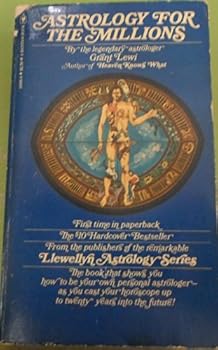 ASTROLOGY FOR
THE MILLIONS
By the legendary astrologer
Grant Lewi
Author of Heaven Knows What
First time in paperback
The $10 Hardcover Bestseller
From the publishers of the remarkable
Llewellyn Astrology Series
The book that shows you
how to be your own personal astrologer—
as you cast your horoscope up
to twenty years into the future!